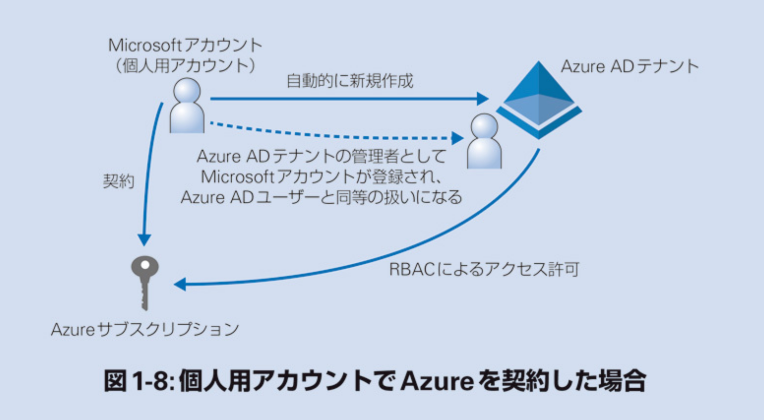 Microsoftアカウント
（個人用アカウント）
Azure ADテナント
自動的に新規作成
Azure ADテナントの管理者として
Microsoftアカウントが登録され、
Azure ADユーザーと同等の扱いになる
契約
RBACによるアクセス許可
Azureサブスクリプション
図1-8:個人用アカウントでAzureを契約した場合